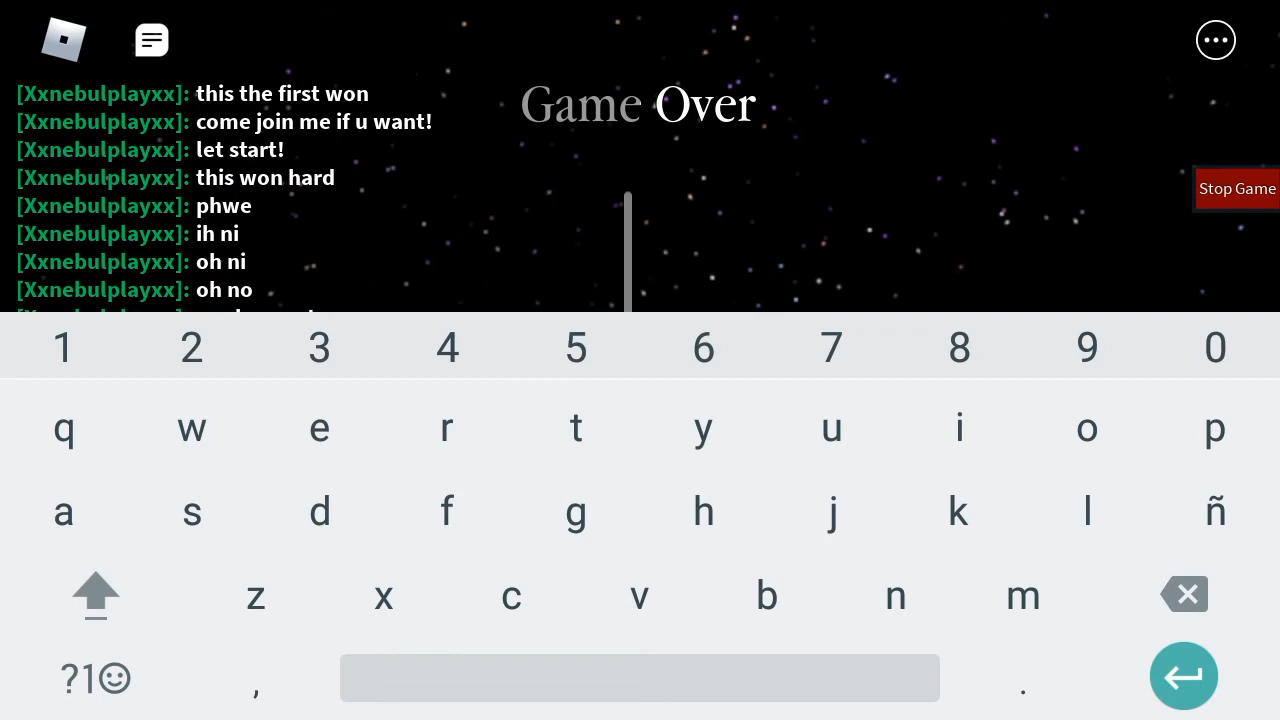 [Xxnebulplayxx]: this the first won
[Xxnebulplayxx]: come join me if u want!
[Xxnebulplayxx]: let start!
[Xxnebulplayxx]: this won hard
[Xxnebulplayxx]: phwe
[Xxnebulplayxx]: ih ni
[Xxnebulplayxx]: oh ni
[Xxnebulplayxx]: oh no
Game Over
Stop Game
1 2 3 4 5 6 7 8 9 0
q w e r t y u i o p
a s d f g h j k l ñ
z x c v b n m
?1 , .